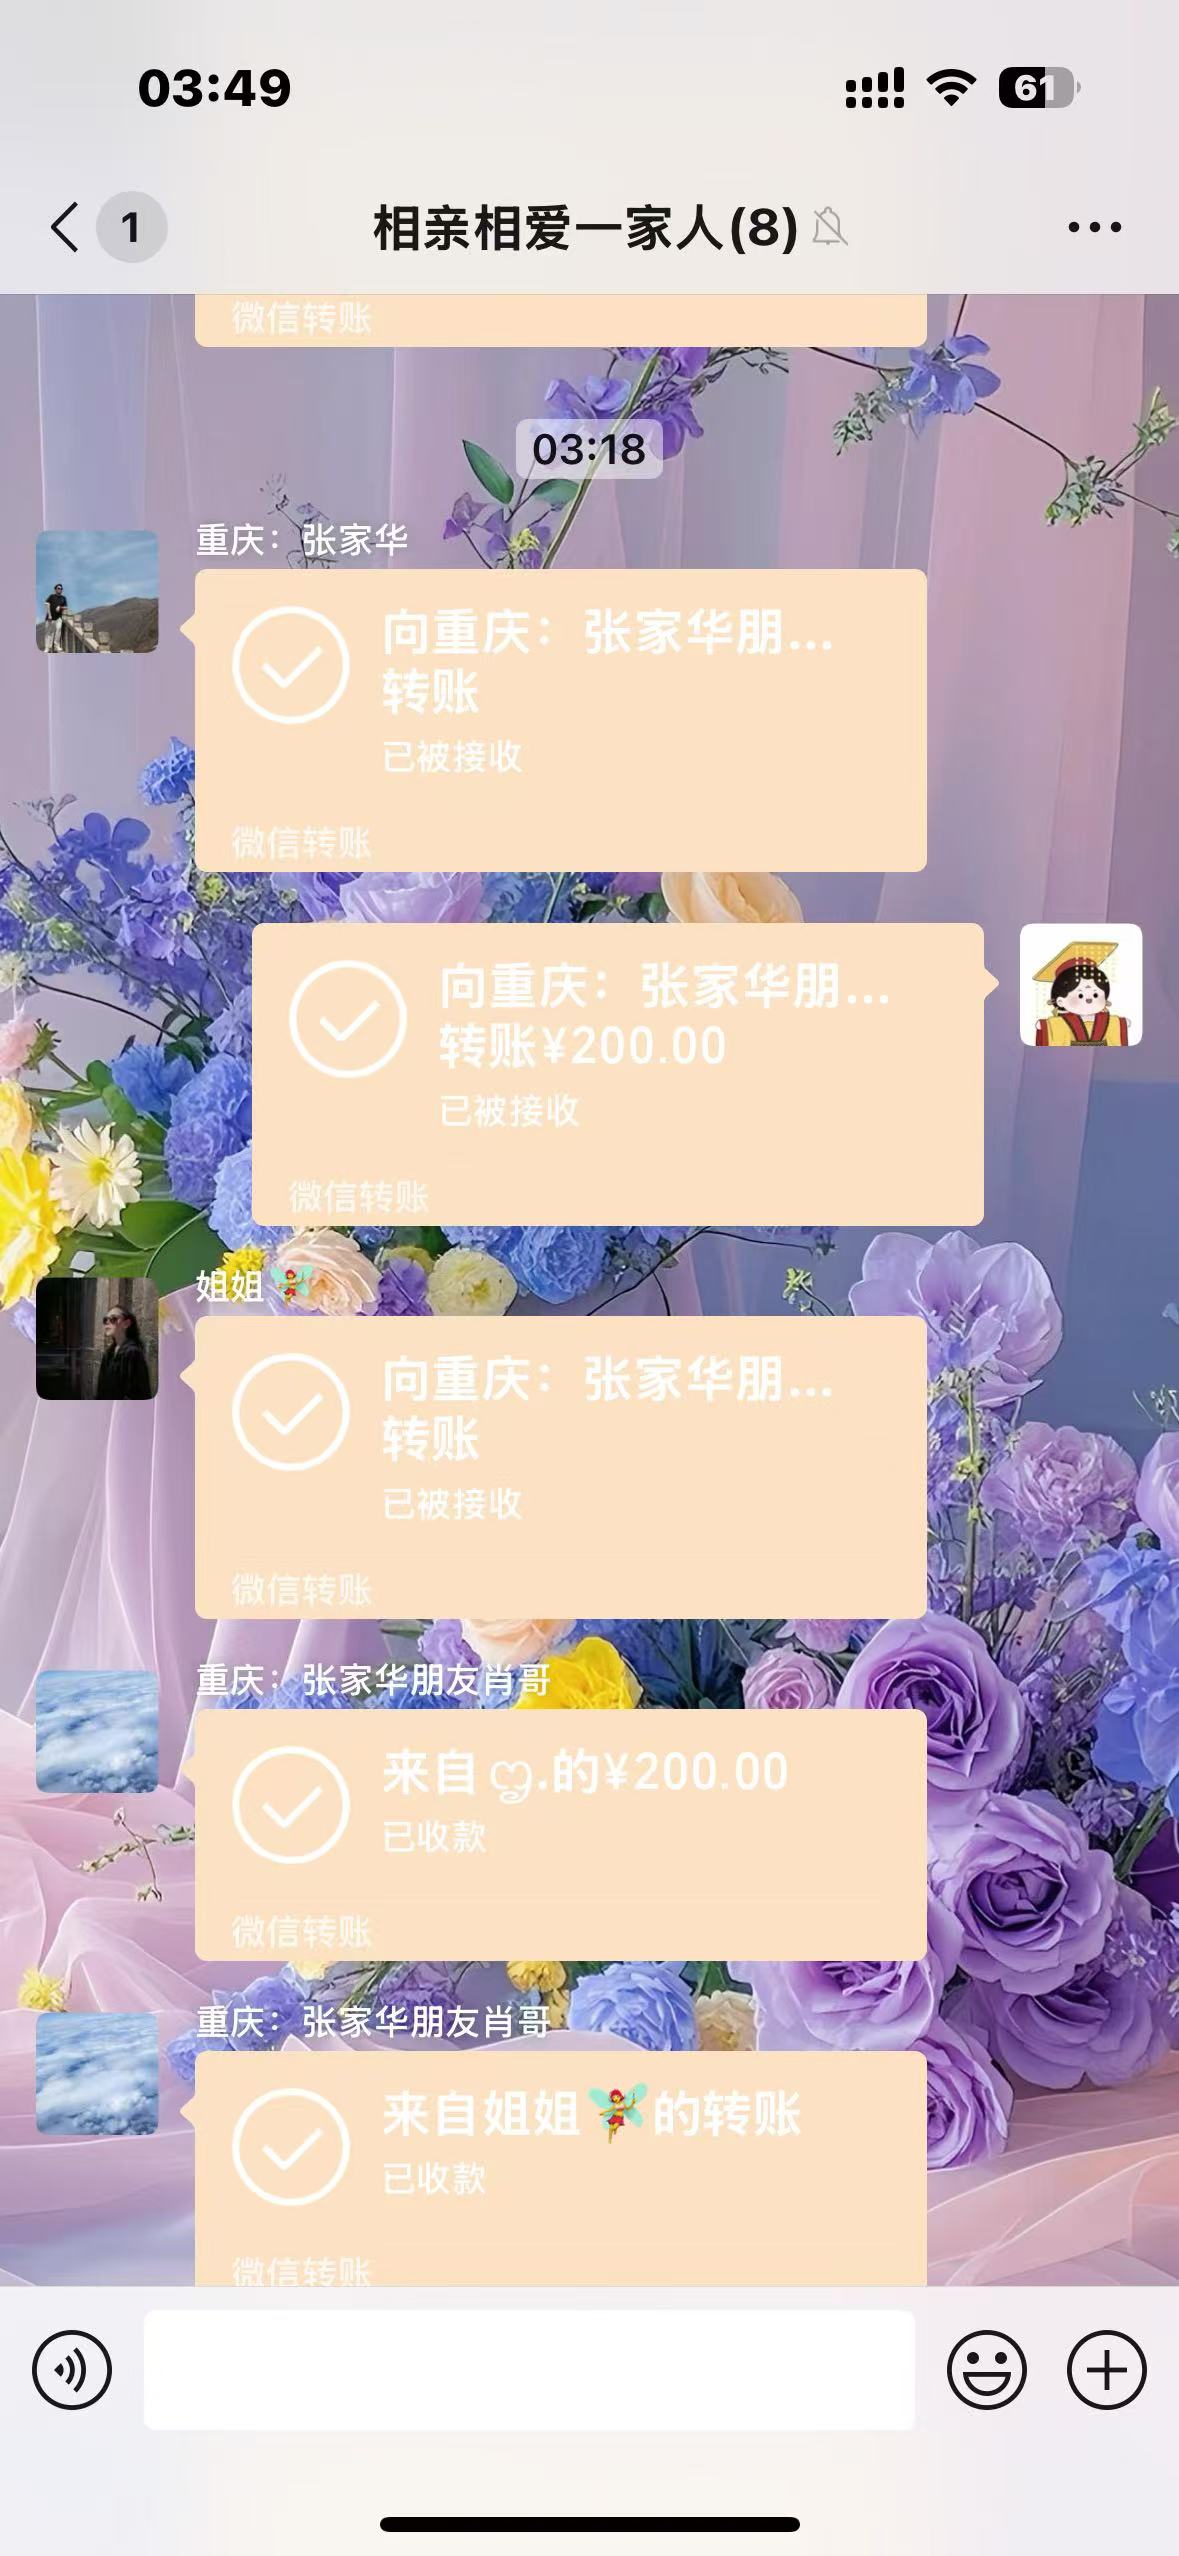 03:49
61
1
相亲相爱一家人(8)
微信转账
03:18
重庆：张家华
向重庆：张家华朋...
转账
已被接收
微信转账
向重庆：张家华朋...
转账¥200.00
已被接收
微信转账
姐姐🧚
向重庆：张家华朋...
转账
已被接收
微信转账
重庆：张家华朋友肖哥
来自ღ.的¥200.00
已收款
微信转账
重庆：张家华朋友肖哥
来自姐姐🧚的转账
已收款
微信转账